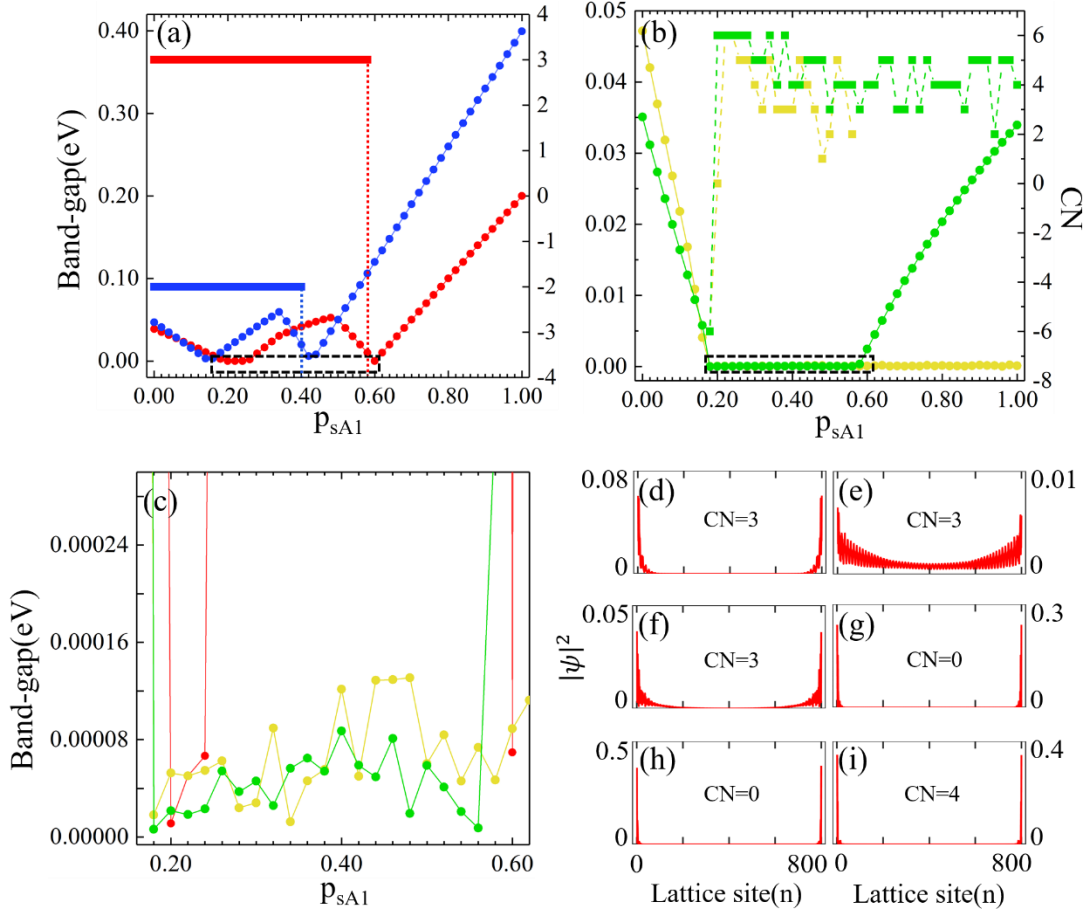 (a)
Band-gap(eV)
0.40
0.30
0.20
0.10
0.00
4
3
2
1
0
-1
-2
-3
-4
0.00 0.20 0.40 0.60 0.80 1.00
p_sA1
(b)
0.05
0.04
0.03
0.02
0.01
0.00
6
4
2
0
-2
-4
-6
-8
CN
0.00 0.20 0.40 0.60 0.80 1.00
p_sA1
(c)
Band-gap(eV)
0.00024
0.00016
0.00008
0.00000
0.20 0.40 0.60
p_sA1
0.08 (d) CN=3
0
(e) CN=3 0.01
0
|ψ|²
0.05 (f) CN=3
0
(g) CN=0 0.3
0
0.5 (h) CN=0
0
(i) CN=4 0.4
0
0 800 0 800
Lattice site(n) Lattice site(n)